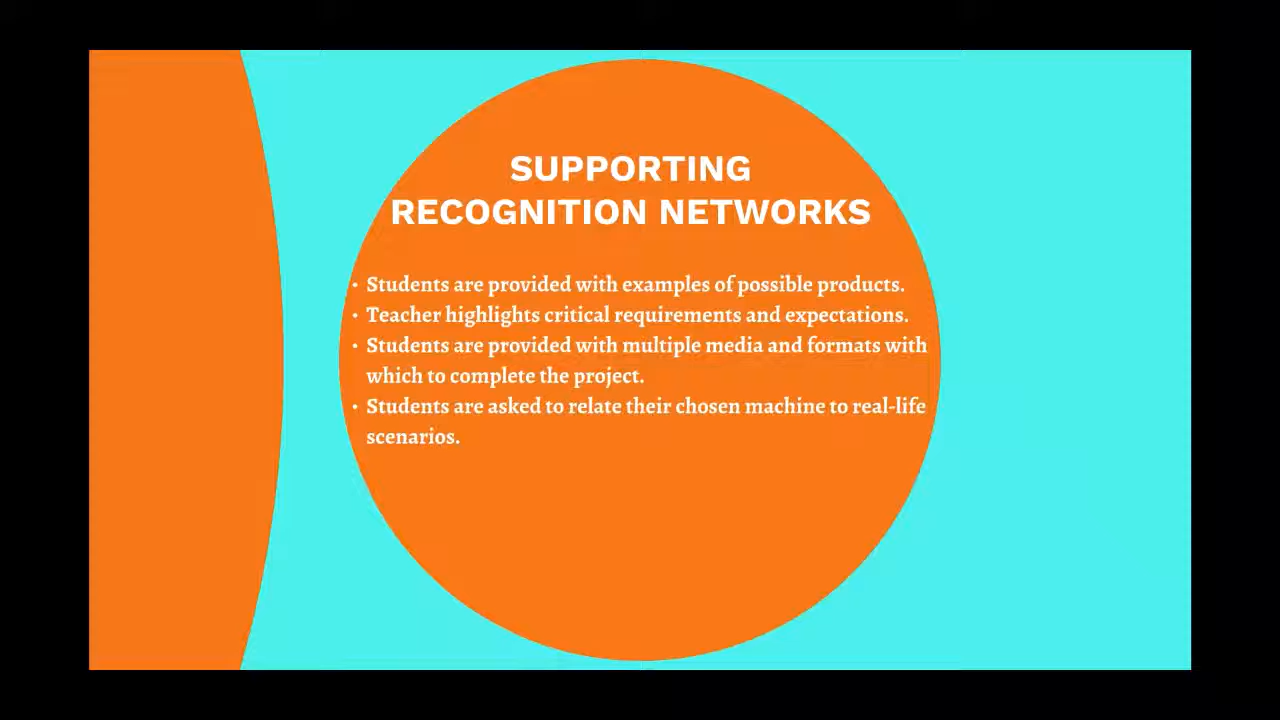 SUPPORTING
RECOGNITION NETWORKS
• Students are provided with examples of possible products.
• Teacher highlights critical requirements and expectations.
• Students are provided with multiple media and formats with
which to complete the project.
• Students are asked to relate their chosen machine to real-life
scenarios.